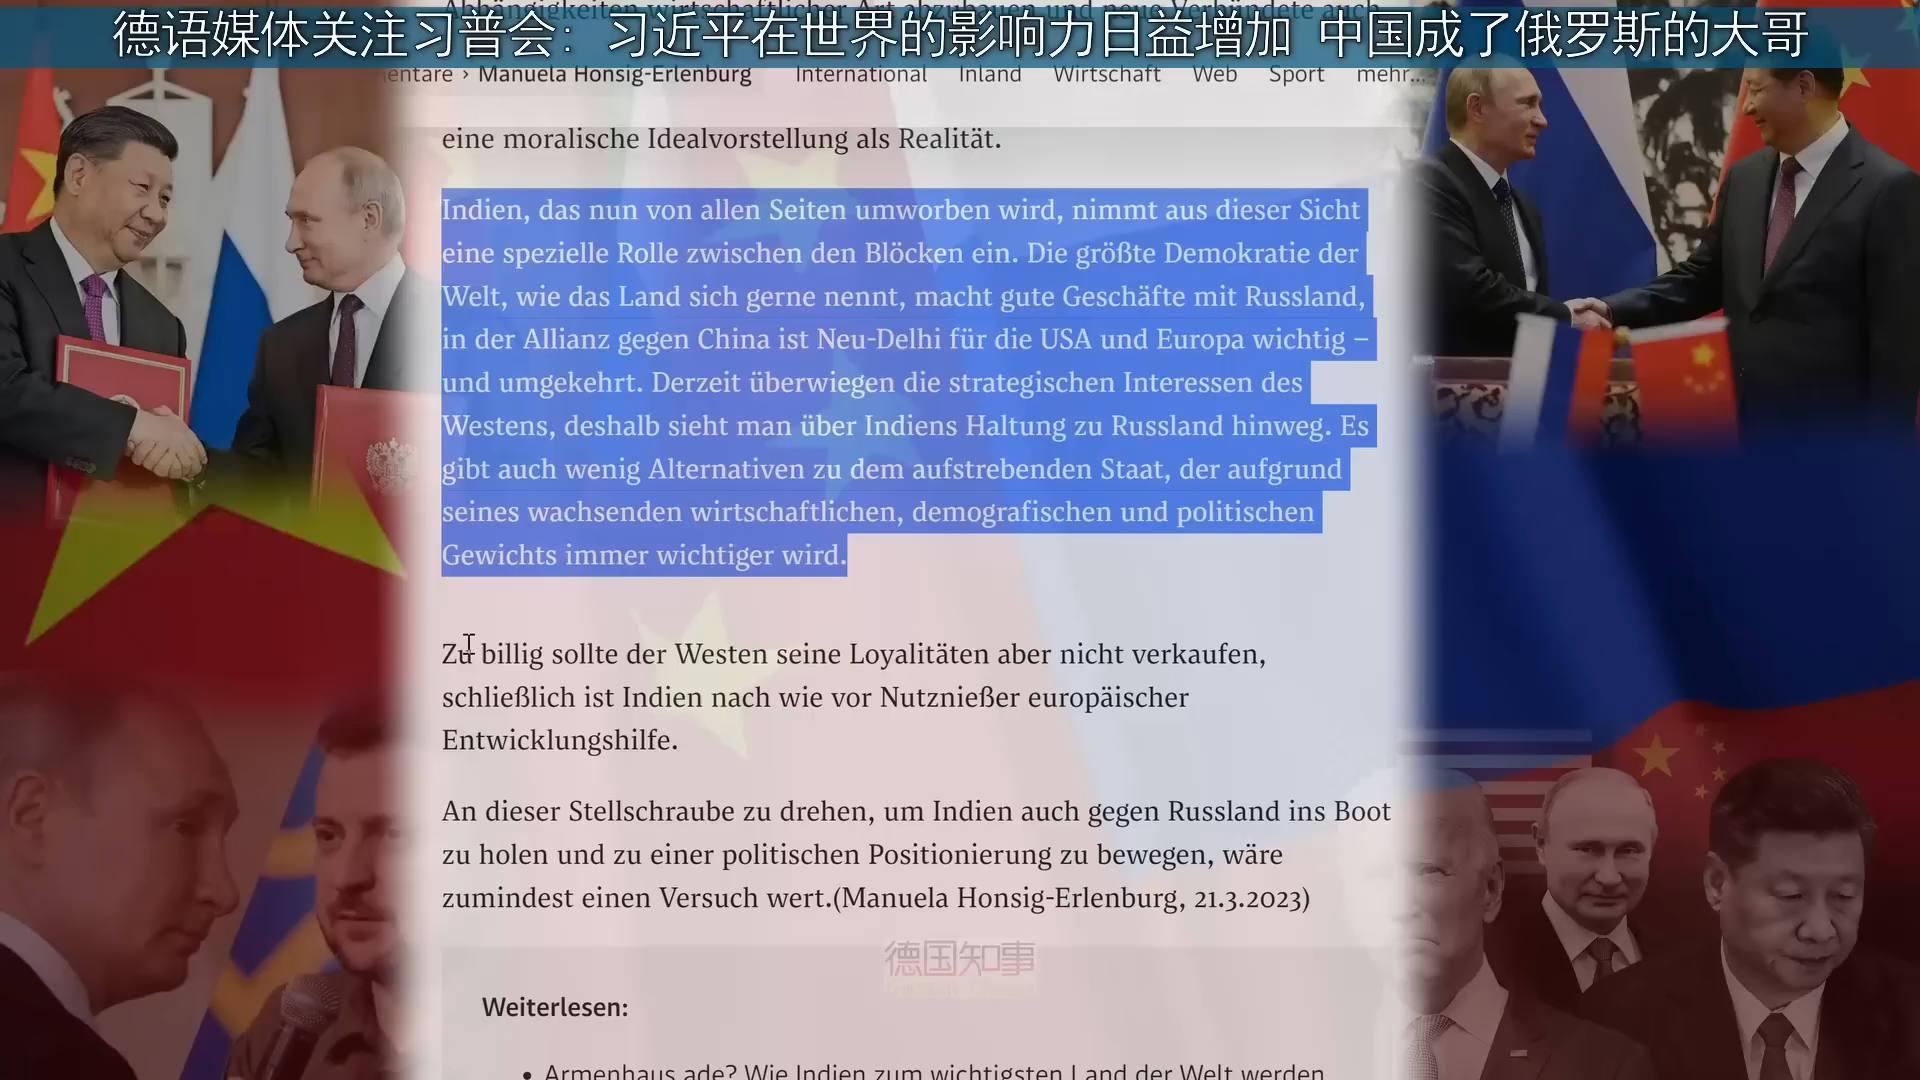 Abhängigkeiten wirtschaftlicher Art abzubauen und neue Verbündete auch
德语媒体关注习普会：习近平在世界的影响力日益增加 中国成了俄罗斯的大哥
entare › Manuela Honsig-Erlenburg International Inland Wirtschaft Web Sport mehr...
eine moralische Idealvorstellung als Realität.
Indien, das nun von allen Seiten umworben wird, nimmt aus dieser Sicht
eine spezielle Rolle zwischen den Blöcken ein. Die größte Demokratie der
Welt, wie das Land sich gerne nennt, macht gute Geschäfte mit Russland,
in der Allianz gegen China ist Neu-Delhi für die USA und Europa wichtig –
und umgekehrt. Derzeit überwiegen die strategischen Interessen des
Westens, deshalb sieht man über Indiens Haltung zu Russland hinweg. Es
gibt auch wenig Alternativen zu dem aufstrebenden Staat, der aufgrund
seines wachsenden wirtschaftlichen, demografischen und politischen
Gewichts immer wichtiger wird.
Zu billig sollte der Westen seine Loyalitäten aber nicht verkaufen,
schließlich ist Indien nach wie vor Nutznießer europäischer
Entwicklungshilfe.
An dieser Stellschraube zu drehen, um Indien auch gegen Russland ins Boot
zu holen und zu einer politischen Positionierung zu bewegen, wäre
zumindest einen Versuch wert.(Manuela Honsig-Erlenburg, 21.3.2023)
德国知事
Weiterlesen:
• Armenhaus ade? Wie Indien zum wichtigsten Land der Welt werden